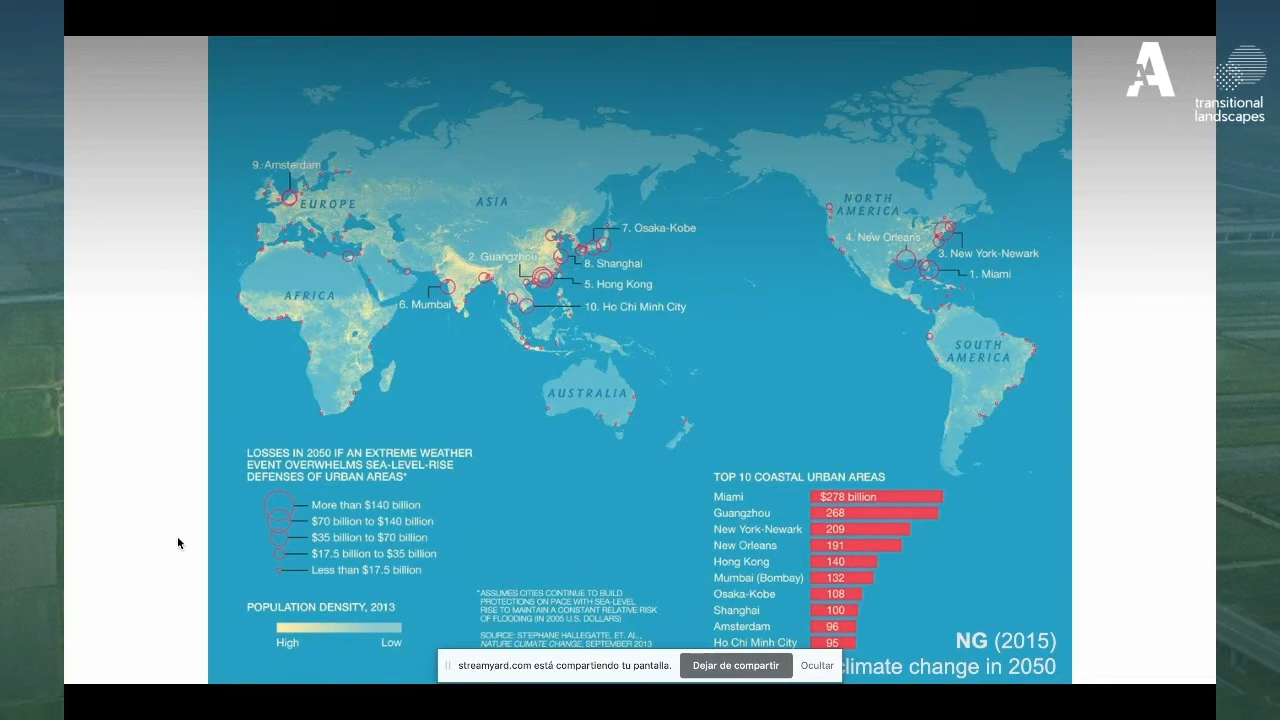 A
transitional
landscapes
9. Amsterdam
EUROPE
ASIA
NORTH
AMERICA
7. Osaka-Kobe
4. New Orleans
2. Guangzhou
8. Shanghai
3. New York-Newark
5. Hong Kong
1. Miami
AFRICA
6. Mumbai
10. Ho Chi Minh City
SOUTH
AMERICA
AUSTRALIA
LOSSES IN 2050 IF AN EXTREME WEATHER
EVENT OVERWHELMS SEA-LEVEL-RISE
DEFENSES OF URBAN AREAS*
More than $140 billion
$70 billion to $140 billion
$35 billion to $70 billion
$17.5 billion to $35 billion
Less than $17.5 billion
POPULATION DENSITY, 2013
High Low
*ASSUMES CITIES CONTINUE TO BUILD
PROTECTIONS ON PACE WITH SEA-LEVEL
RISE TO MAINTAIN A CONSTANT RELATIVE RISK
OF FLOODING (IN 2005 U.S. DOLLARS)
SOURCE: STEPHANE HALLEGATTE, ET. AL.,
NATURE CLIMATE CHANGE, SEPTEMBER 2013
TOP 10 COASTAL URBAN AREAS
Miami $278 billion
Guangzhou 268
New York-Newark 209
New Orleans 191
Hong Kong 140
Mumbai (Bombay) 132
Osaka-Kobe 108
Shanghai 100
Amsterdam 96
Ho Chi Minh City 95
NG (2015)
climate change in 2050
streamyard.com está compartiendo tu pantalla. Dejar de compartir Ocultar